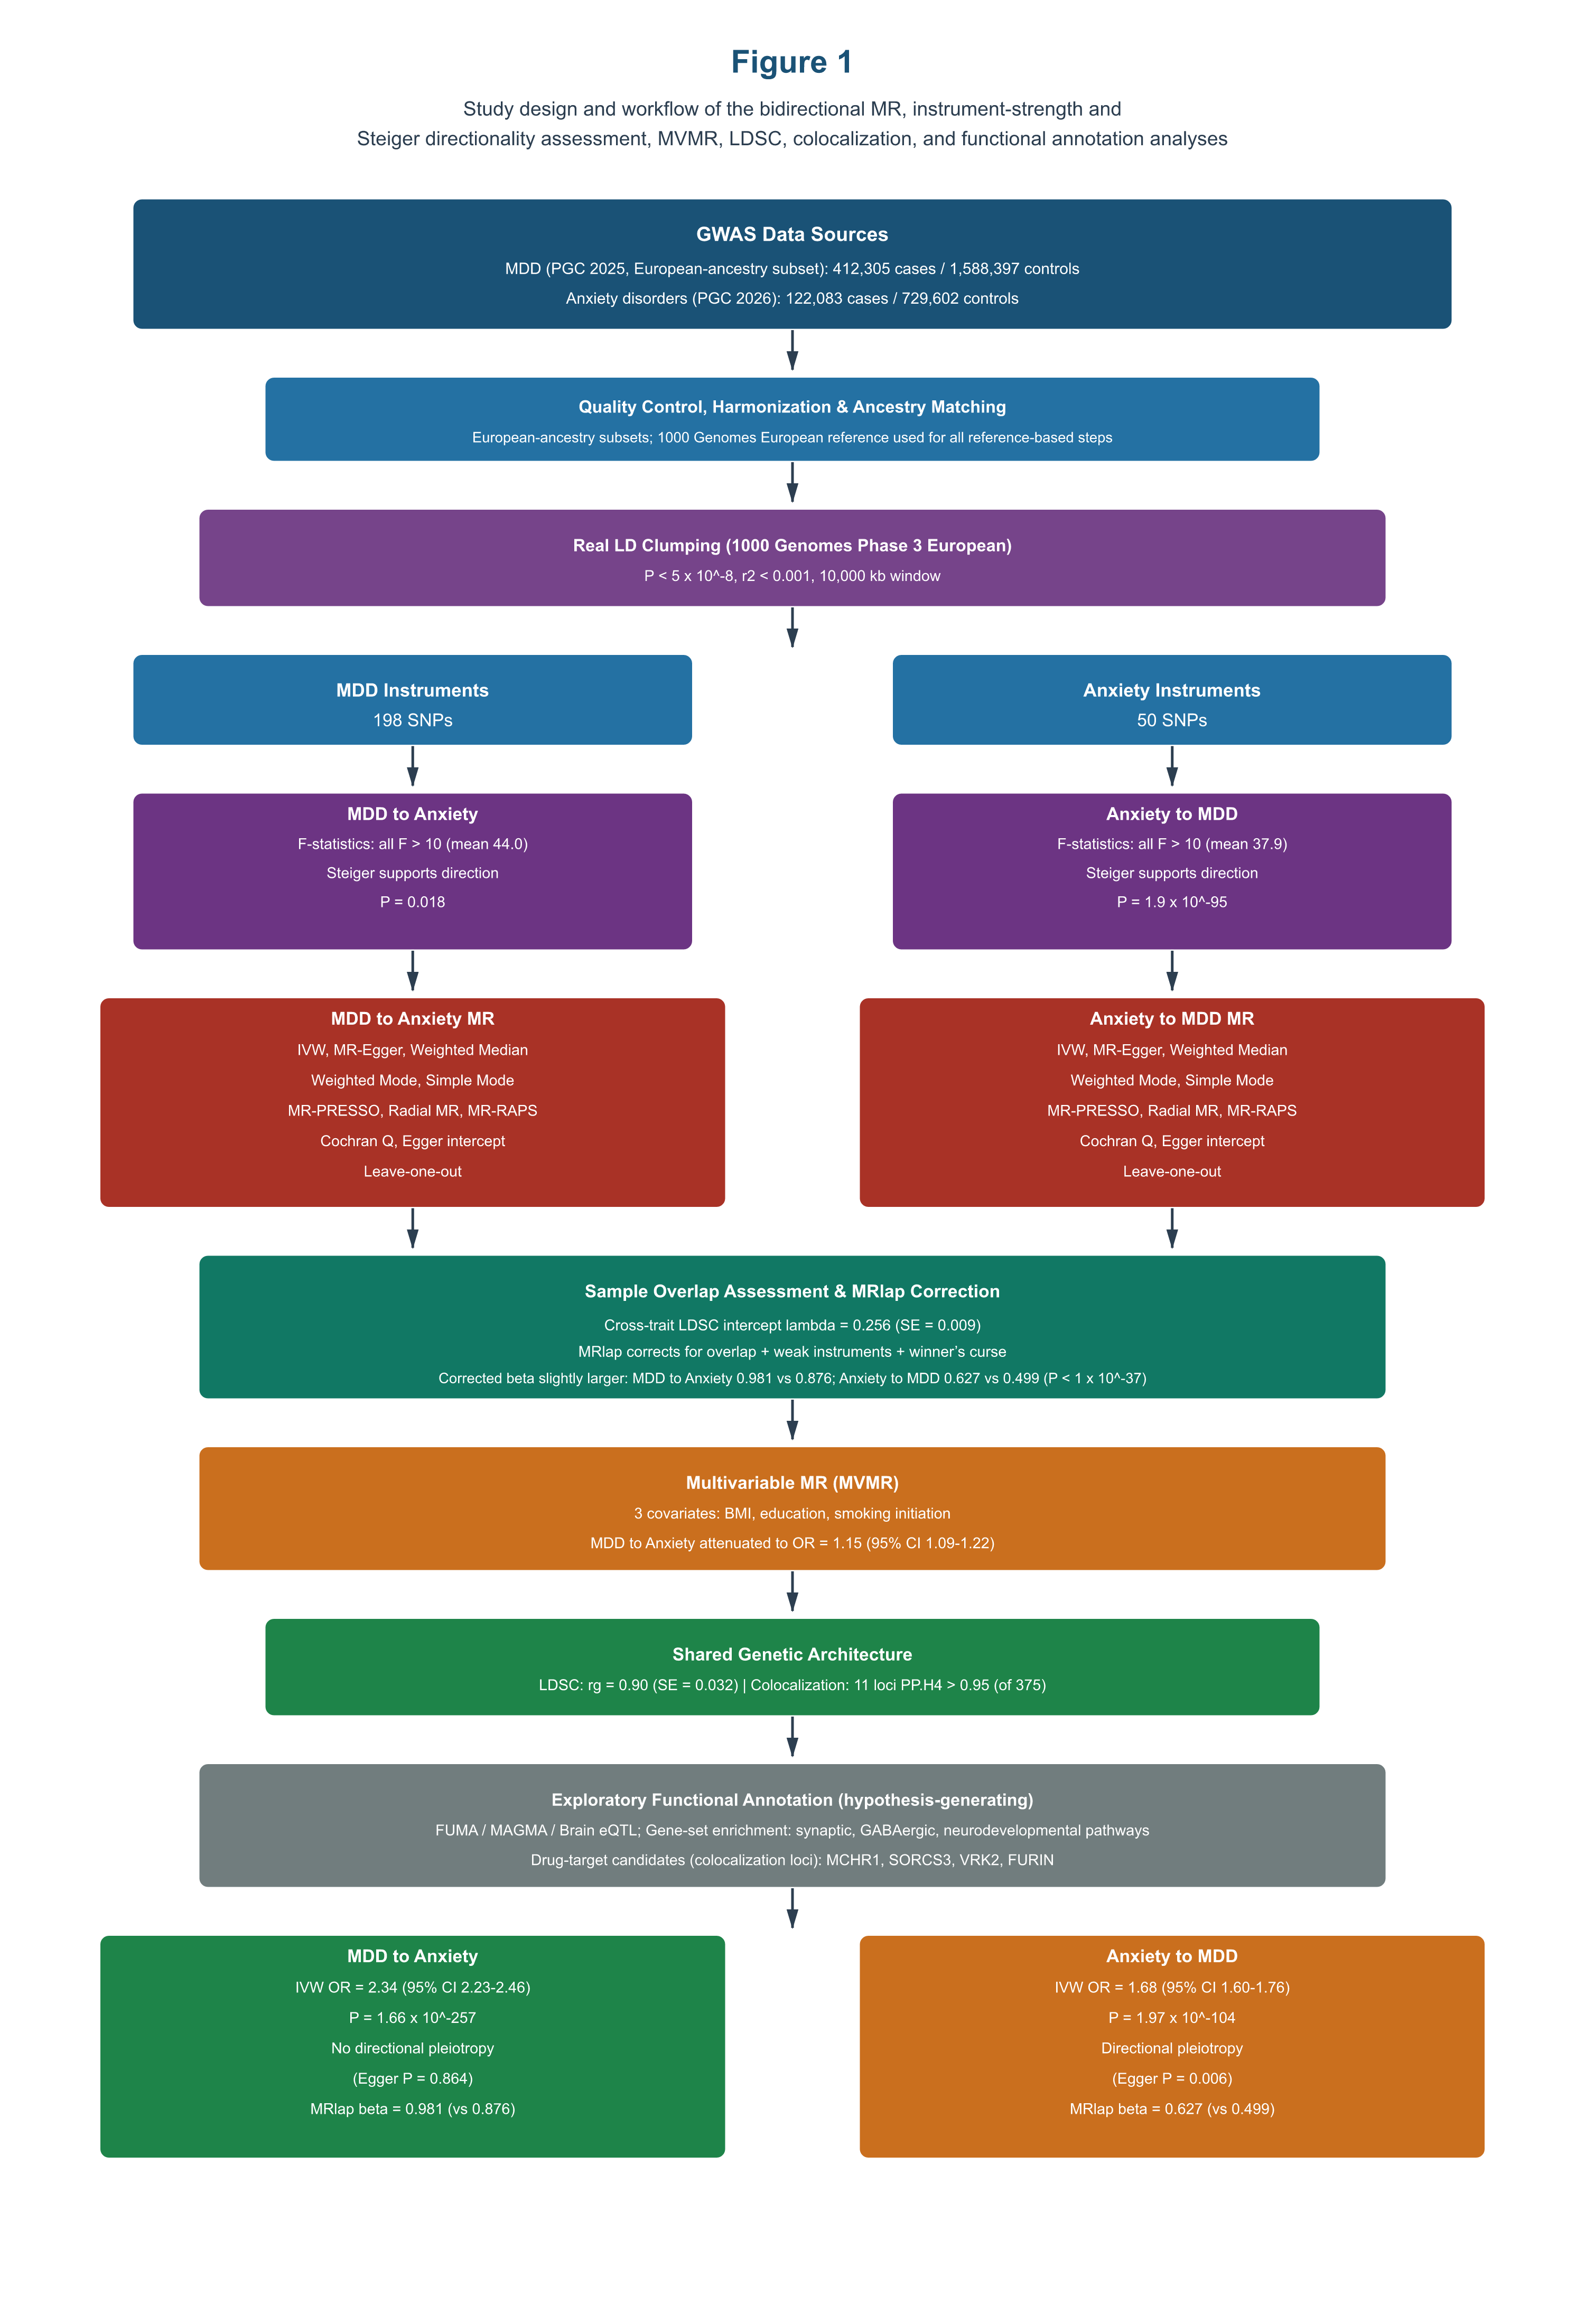 Figure 1
Study design and workflow of the bidirectional MR, instrument-strength and
Steiger directionality assessment, MVMR, LDSC, colocalization, and functional annotation analyses
GWAS Data Sources
MDD (PGC 2025, European-ancestry subset): 412,305 cases / 1,588,397 controls
Anxiety disorders (PGC 2026): 122,083 cases / 729,602 controls
Quality Control, Harmonization & Ancestry Matching
European-ancestry subsets; 1000 Genomes European reference used for all reference-based steps
Real LD Clumping (1000 Genomes Phase 3 European)
P < 5 x 10^-8, r2 < 0.001, 10,000 kb window
MDD Instruments
198 SNPs
Anxiety Instruments
50 SNPs
MDD to Anxiety
F-statistics: all F > 10 (mean 44.0)
Steiger supports direction
P = 0.018
Anxiety to MDD
F-statistics: all F > 10 (mean 37.9)
Steiger supports direction
P = 1.9 x 10^-95
MDD to Anxiety MR
IVW, MR-Egger, Weighted Median
Weighted Mode, Simple Mode
MR-PRESSO, Radial MR, MR-RAPS
Cochran Q, Egger intercept
Leave-one-out
Anxiety to MDD MR
IVW, MR-Egger, Weighted Median
Weighted Mode, Simple Mode
MR-PRESSO, Radial MR, MR-RAPS
Cochran Q, Egger intercept
Leave-one-out
Sample Overlap Assessment & MRlap Correction
Cross-trait LDSC intercept lambda = 0.256 (SE = 0.009)
MRlap corrects for overlap + weak instruments + winner’s curse
Corrected beta slightly larger: MDD to Anxiety 0.981 vs 0.876; Anxiety to MDD 0.627 vs 0.499 (P < 1 x 10^-37)
Multivariable MR (MVMR)
3 covariates: BMI, education, smoking initiation
MDD to Anxiety attenuated to OR = 1.15 (95% CI 1.09-1.22)
Shared Genetic Architecture
LDSC: rg = 0.90 (SE = 0.032) | Colocalization: 11 loci PP.H4 > 0.95 (of 375)
Exploratory Functional Annotation (hypothesis-generating)
FUMA / MAGMA / Brain eQTL; Gene-set enrichment: synaptic, GABAergic, neurodevelopmental pathways
Drug-target candidates (colocalization loci): MCHR1, SORCS3, VRK2, FURIN
MDD to Anxiety
IVW OR = 2.34 (95% CI 2.23-2.46)
P = 1.66 x 10^-257
No directional pleiotropy
(Egger P = 0.864)
MRlap beta = 0.981 (vs 0.876)
Anxiety to MDD
IVW OR = 1.68 (95% CI 1.60-1.76)
P = 1.97 x 10^-104
Directional pleiotropy
(Egger P = 0.006)
MRlap beta = 0.627 (vs 0.499)